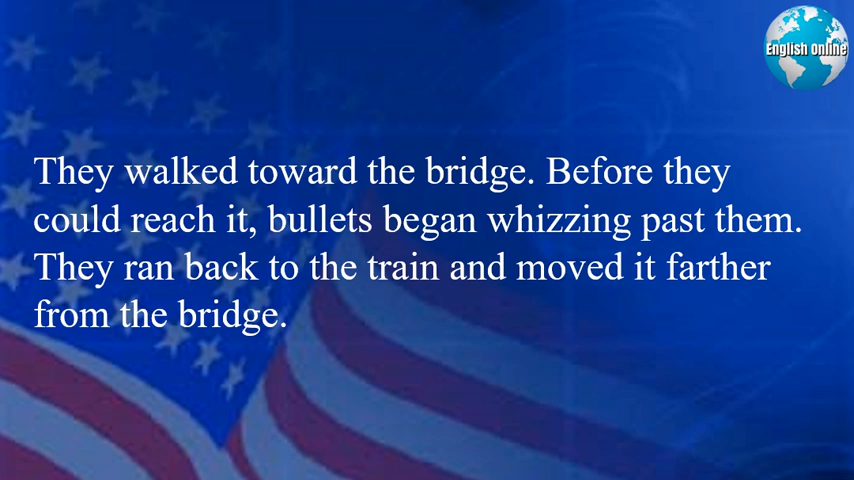 English Online
They walked toward the bridge. Before they
could reach it, bullets began whizzing past them.
They ran back to the train and moved it farther
from the bridge.